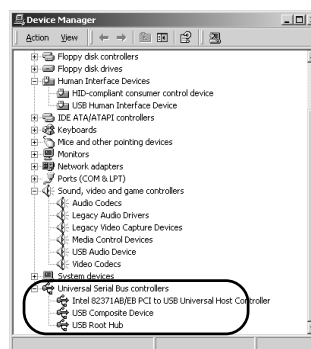 Device Manager
Action View
Floppy disk controllers
Floppy disk drives
Human Interface Devices
HID-compliant consumer control device
USB Human Interface Device
IDE ATA/ATAPI controllers
Keyboards
Mice and other pointing devices
Monitors
Network adapters
Ports (COM & LPT)
Sound, video and game controllers
Audio Codecs
Legacy Audio Drivers
Legacy Video Capture Devices
Media Control Devices
USB Audio Device
Video Codecs
System devices
Universal Serial Bus controllers
Intel 82371AB/EB PCI to USB Universal Host Controller
USB Composite Device
USB Root Hub